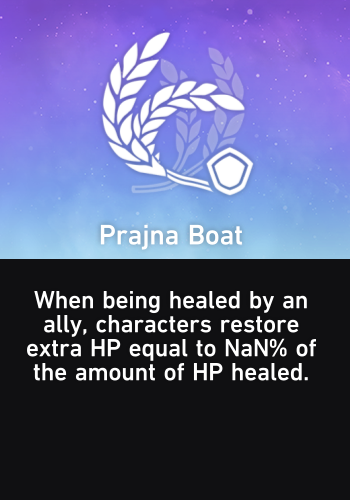 Prajna Boat
When being healed by an
ally, characters restore
extra HP equal to NaN% of
the amount of HP healed.